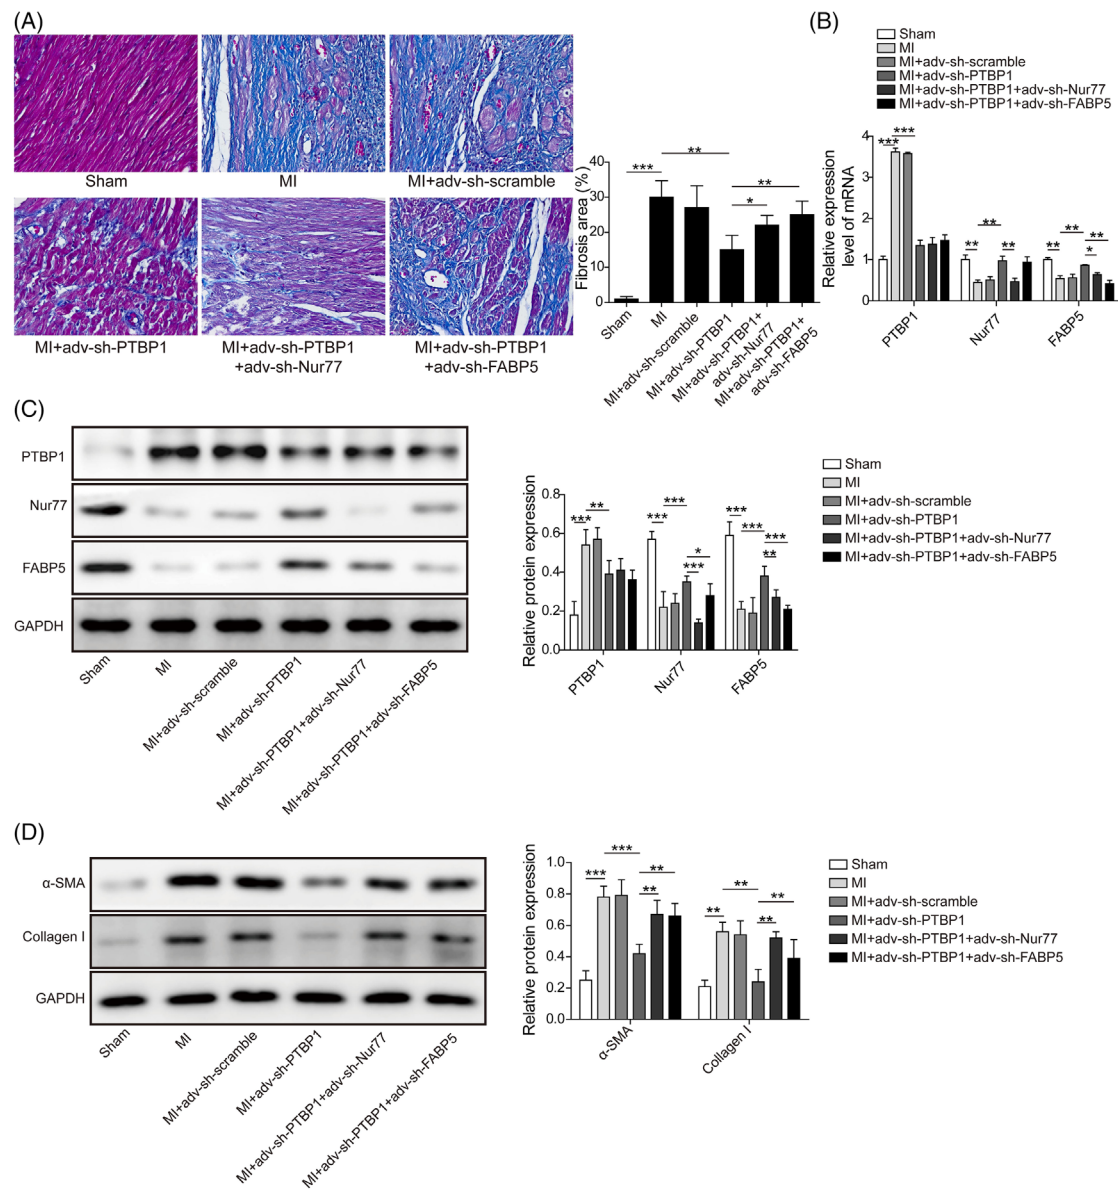 (A)
Sham
MI
MI+adv-sh-scramble
MI+adv-sh-PTBP1
MI+adv-sh-PTBP1
+adv-sh-Nur77
MI+adv-sh-PTBP1
+adv-sh-FABP5
Fibrosis area (%)
40
30
20
10
0
***
**
*
**
Sham
MI
MI+adv-sh-scramble
MI+adv-sh-PTBP1
MI+adv-sh-PTBP1+
adv-sh-Nur77
MI+adv-sh-PTBP1+
adv-sh-FABP5
(B)
Sham
MI
MI+adv-sh-scramble
MI+adv-sh-PTBP1
MI+adv-sh-PTBP1+adv-sh-Nur77
MI+adv-sh-PTBP1+adv-sh-FABP5
Relative expression
level of mRNA
4
3
2
1
0
*** ***
** ** **
** ** * **
PTBP1
Nur77
FABP5
(C)
PTBP1
Nur77
FABP5
GAPDH
Sham
MI
MI+adv-sh-scramble
MI+adv-sh-PTBP1
MI+adv-sh-PTBP1+adv-sh-Nur77
MI+adv-sh-PTBP1+adv-sh-FABP5
Relative protein expression
0.8
0.6
0.4
0.2
0.0
*** **
*** *** *** *
*** *** ** ***
PTBP1
Nur77
FABP5
Sham
MI
MI+adv-sh-scramble
MI+adv-sh-PTBP1
MI+adv-sh-PTBP1+adv-sh-Nur77
MI+adv-sh-PTBP1+adv-sh-FABP5
(D)
α-SMA
Collagen I
GAPDH
Sham
MI
MI+adv-sh-scramble
MI+adv-sh-PTBP1
MI+adv-sh-PTBP1+adv-sh-Nur77
MI+adv-sh-PTBP1+adv-sh-FABP5
Relative protein expression
1.0
0.8
0.6
0.4
0.2
0.0
*** *** ** **
** ** ** **
α-SMA
Collagen I
Sham
MI
MI+adv-sh-scramble
MI+adv-sh-PTBP1
MI+adv-sh-PTBP1+adv-sh-Nur77
MI+adv-sh-PTBP1+adv-sh-FABP5